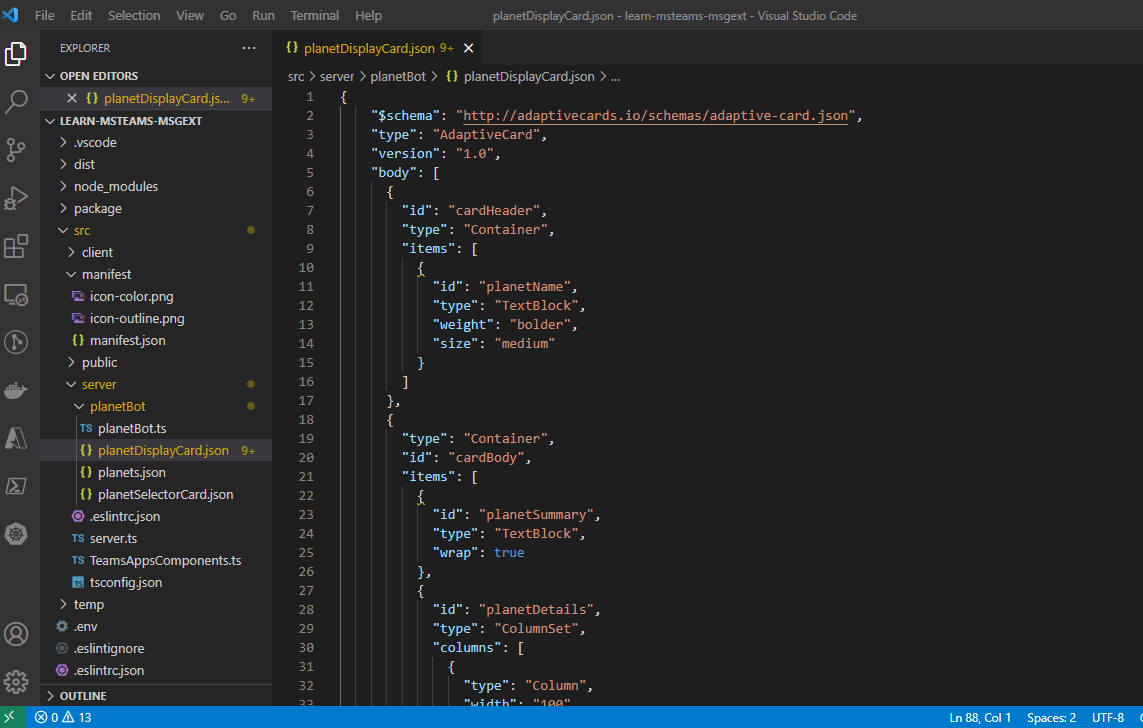 File Edit Selection View Go Run Terminal Help planetDisplayCard.json - learn-msteams-msgext - Visual Studio Code
EXPLORER ···
OPEN EDITORS
{} planetDisplayCard.js... 9+
LEARN-MSTEAMS-MSGEXT
.vscode
dist
node_modules
package
src
client
manifest
icon-color.png
icon-outline.png
{} manifest.json
public
server
planetBot
TS planetBot.ts
{} planetDisplayCard.json 9+
{} planets.json
{} planetSelectorCard.json
.eslintrc.json
TS server.ts
TS TeamsAppsComponents.ts
TS tsconfig.json
temp
.env
.eslintignore
.eslintrc.json
OUTLINE
{} planetDisplayCard.json 9+
src > server > planetBot > {} planetDisplayCard.json > ...
1 {
2 "$schema": "http://adaptivecards.io/schemas/adaptive-card.json",
3 "type": "AdaptiveCard",
4 "version": "1.0",
5 "body": [
6 {
7 "id": "cardHeader",
8 "type": "Container",
9 "items": [
10 {
11 "id": "planetName",
12 "type": "TextBlock",
13 "weight": "bolder",
14 "size": "medium"
15 }
16 ]
17 },
18 {
19 "type": "Container",
20 "id": "cardBody",
21 "items": [
22 {
23 "id": "planetSummary",
24 "type": "TextBlock",
25 "wrap": true
26 },
27 {
28 "id": "planetDetails",
29 "type": "ColumnSet",
30 "columns": [
31 {
32 "type": "Column",
33 "width": "100"
0 13 Ln 88, Col 1 Spaces: 2 UTF-8